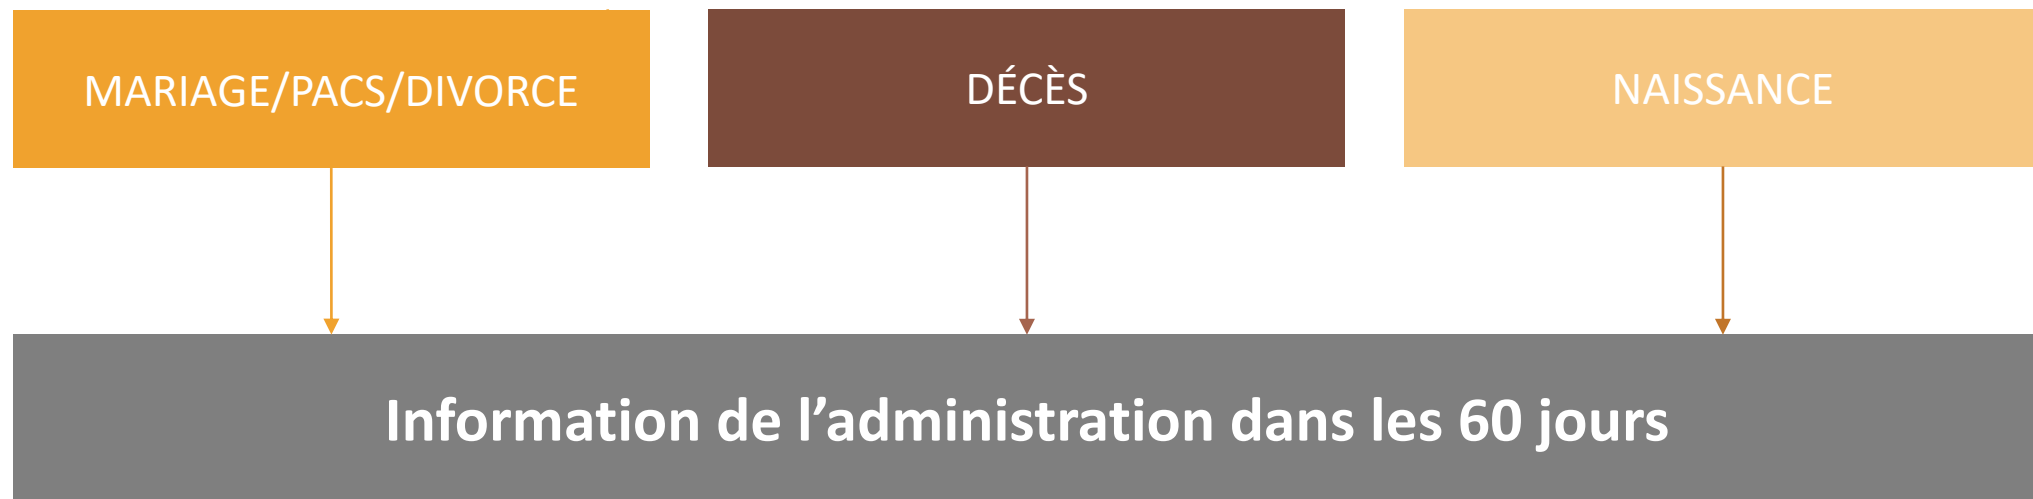 MARIAGE/PACS/DIVORCE
DÉCÈS
NAISSANCE
Information de l’administration dans les 60 jours